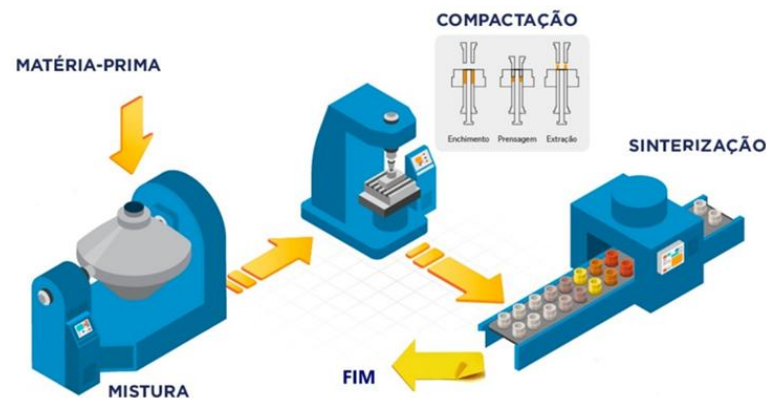 COMPACTAÇÃO
MATÉRIA-PRIMA
Enchimento Prensagem Extração
SINTERIZAÇÃO
FIM
MISTURA